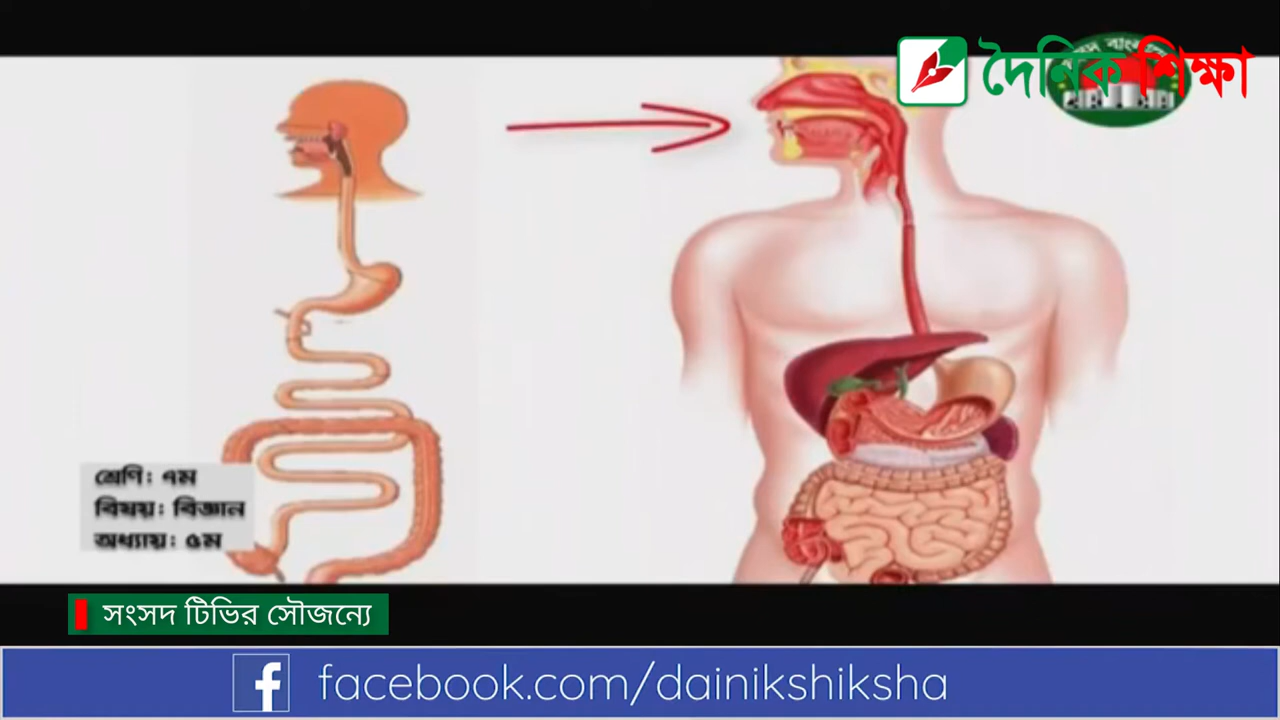 দৈনিক শিক্ষা
শ্রেণি: ৭ম
বিষয়: বিজ্ঞান
অধ্যায়: ৫ম
সংসদ টিভির সৌজন্যে
facebook.com/dainikshiksha